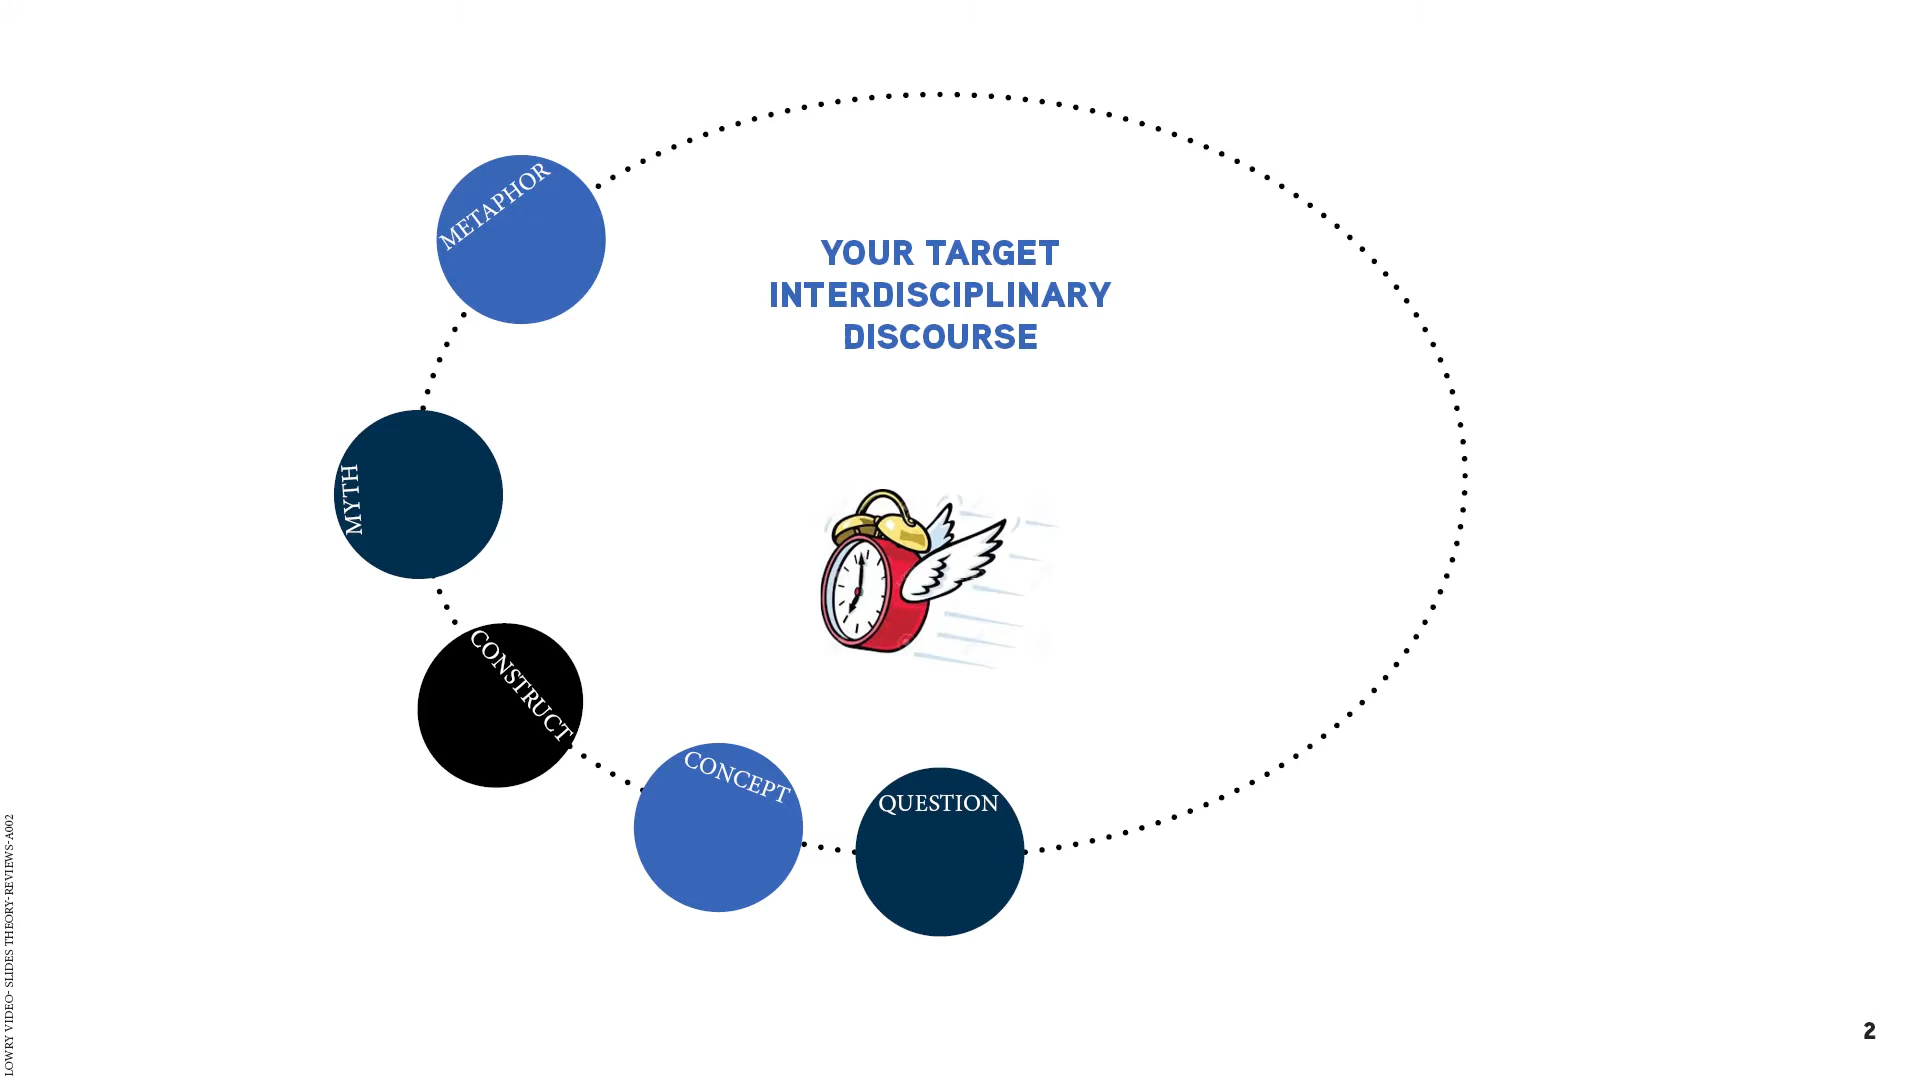 METAPHOR
YOUR TARGET
INTERDISCIPLINARY
DISCOURSE
MYTH
CONSTRUCT
CONCEPT
QUESTION
LOWRY VIDEO- SLIDES THEORY-REVIEWS-A002
2